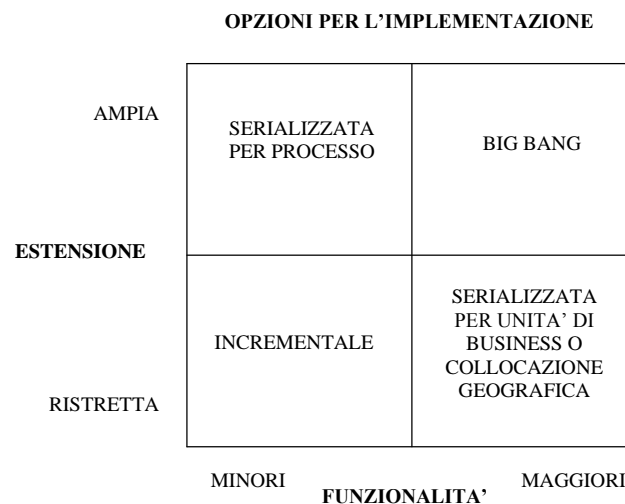 OPZIONI PER L'IMPLEMENTAZIONE
AMPIA
SERIALIZZATA
PER PROCESSO
BIG BANG
ESTENSIONE
INCREMENTALE
SERIALIZZATA
PER UNITA' DI
BUSINESS O
COLLOCAZIONE
GEOGRAFICA
RISTRETTA
MINORI
MAGGIORI
FUNZIONALITA'